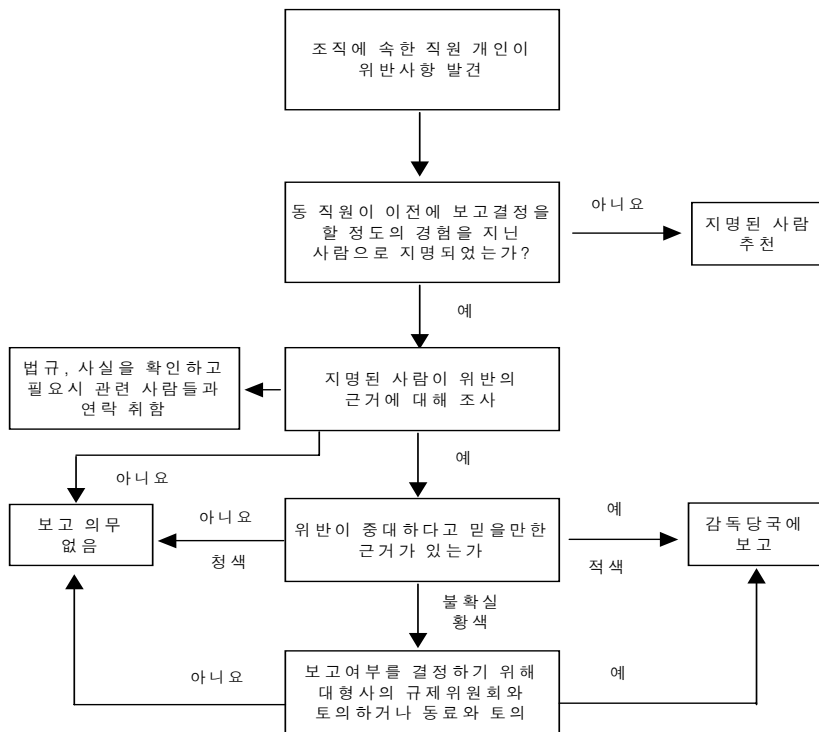 조직에 속한 직원 개인이
위반사항 발견
동 직원이 이전에 보고결정을
할 정도의 경험을 지닌
사람으로 지명되었는가?
아니요
지명된 사람
추천
예
법규, 사실을 확인하고
필요시 관련 사람들과
연락 취함
지명된 사람이 위반의
근거에 대해 조사
아니요
예
보고 의무
없음
아니요
청색
위반이 중대하다고 믿을만한
근거가 있는가
예
적색
감독당국에
보고
불확실
황색
아니요
보고여부를 결정하기 위해
대형사의 규제위원회와
토의하거나 동료와 토의
예